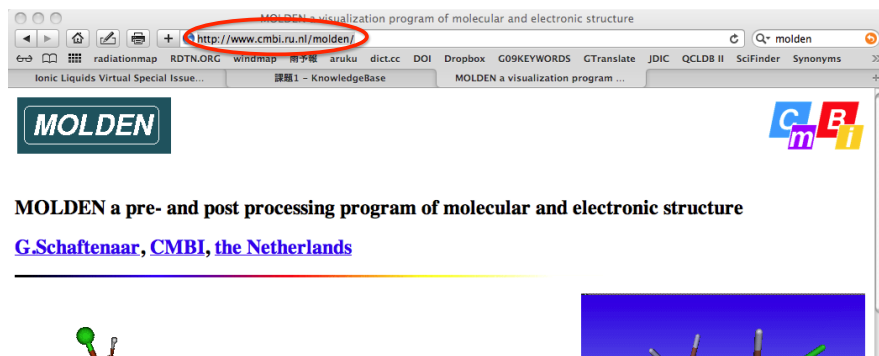 MOLDEN a visualization program of molecular and electronic structure
http://www.cmbi.ru.nl/molden/
molden
radiationmap RDTN.ORG windmap 雨予報 aruku dict.cc DOI Dropbox G09KEYWORDS GTranslate JDIC QCLDB II SciFinder Synonyms
Ionic Liquids Virtual Special Issue... 課題1 – KnowledgeBase MOLDEN a visualization program ...
MOLDEN
CmBi
MOLDEN a pre- and post processing program of molecular and electronic structure
G.Schaftenaar, CMBI, the Netherlands